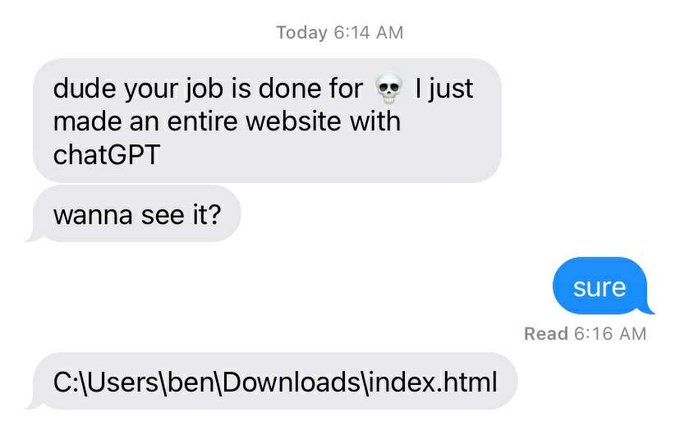 Today 6:14 AM
dude your job is done for 💀 I just
made an entire website with
chatGPT
wanna see it?
sure
Read 6:16 AM
C:\Users\ben\Downloads\index.html